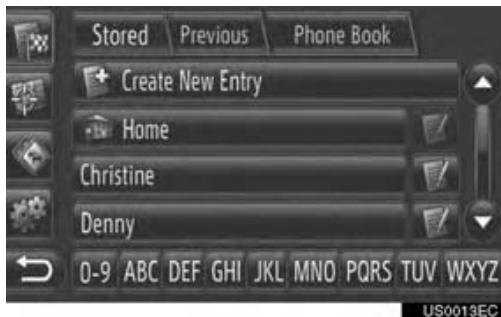 Stored Previous Phone Book
Create New Entry
Home
Christine
Denny
0-9 ABC DEF GHI JKL MNO PQRS TUV WXYZ
US0013EC